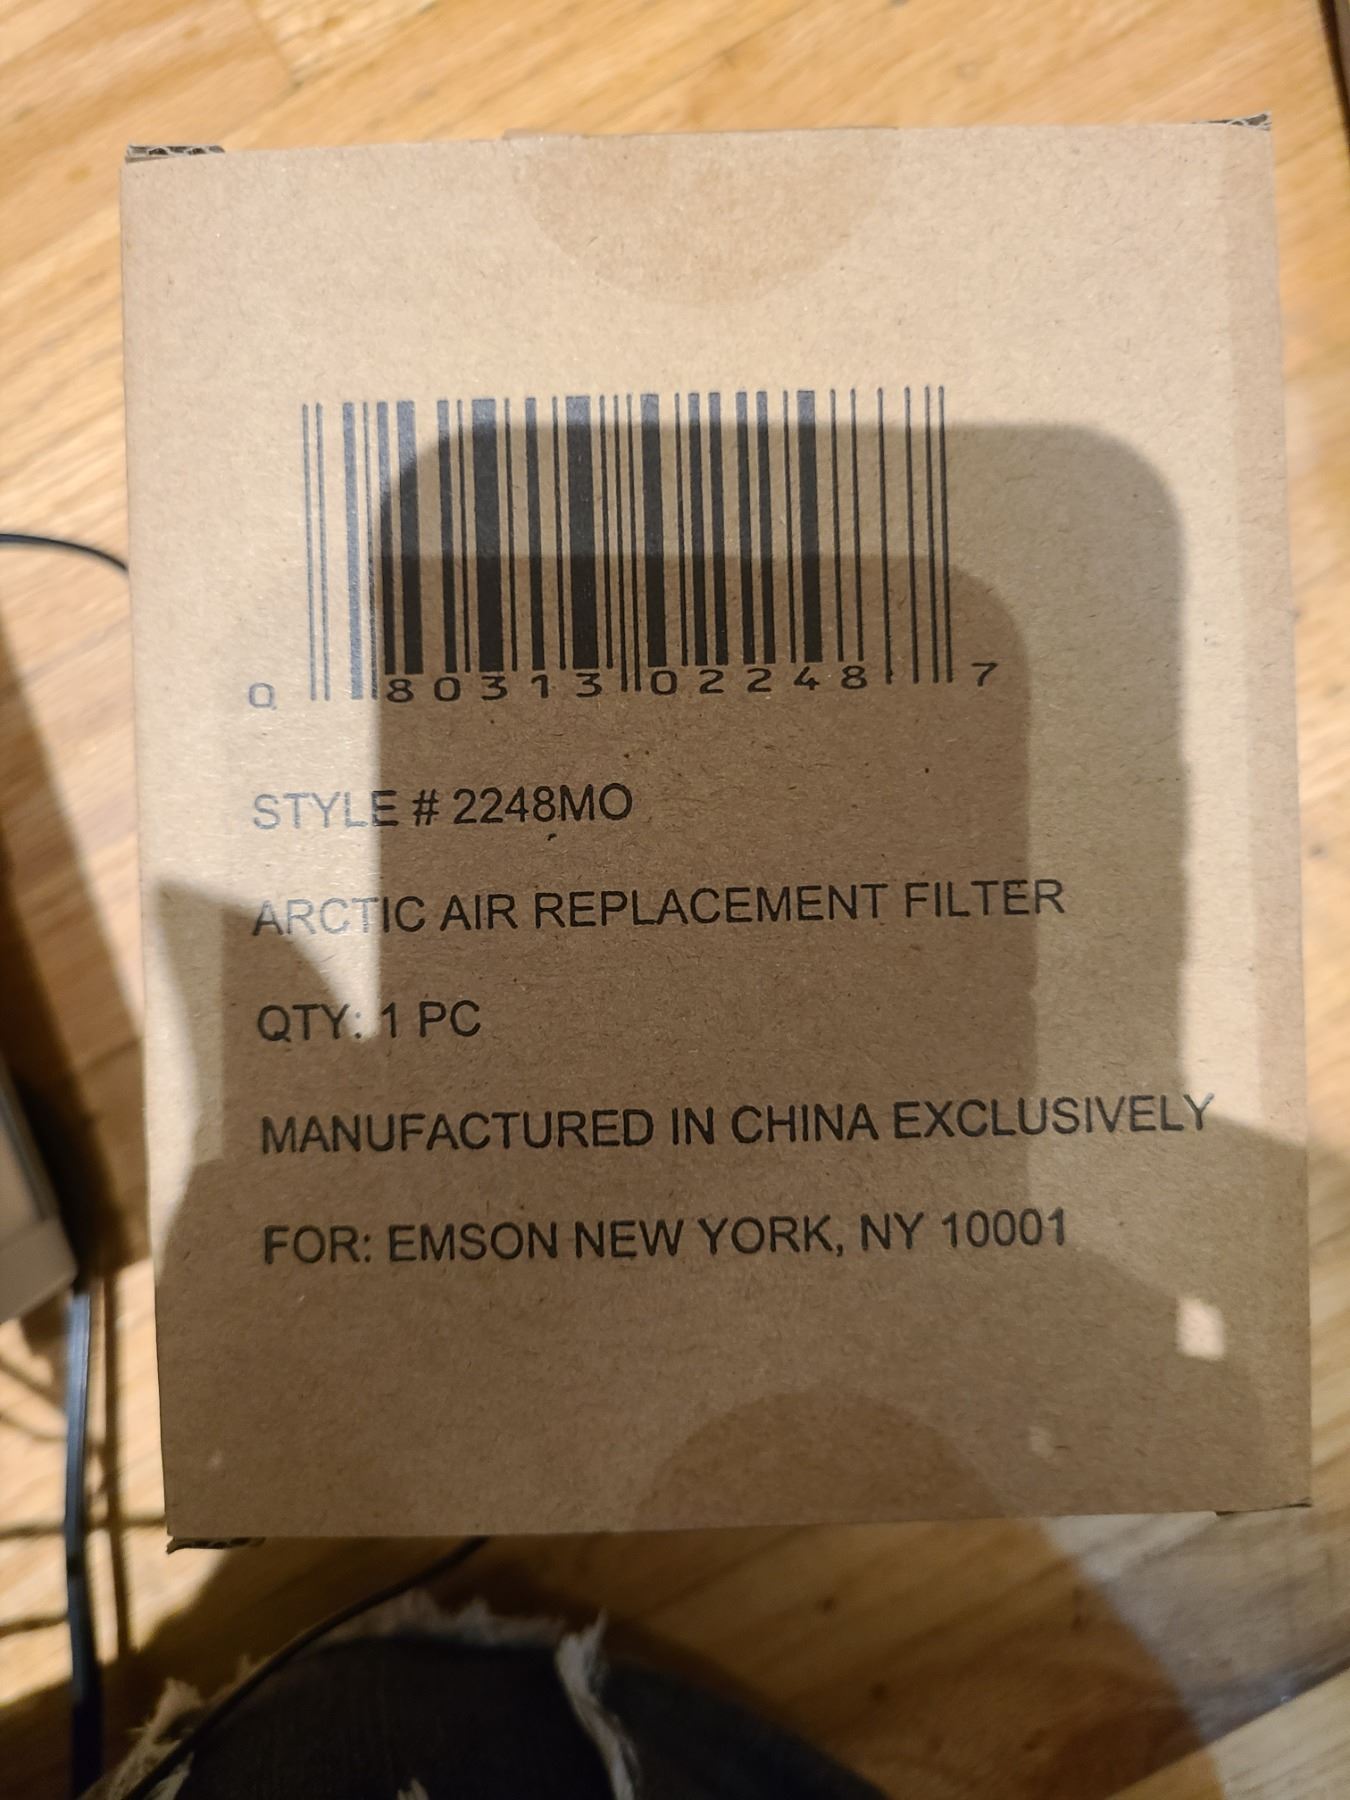 0 80313 02248 7
STYLE # 2248MO
ARCTIC AIR REPLACEMENT FILTER
QTY: 1 PC
MANUFACTURED IN CHINA EXCLUSIVELY
FOR: EMSON NEW YORK, NY 10001